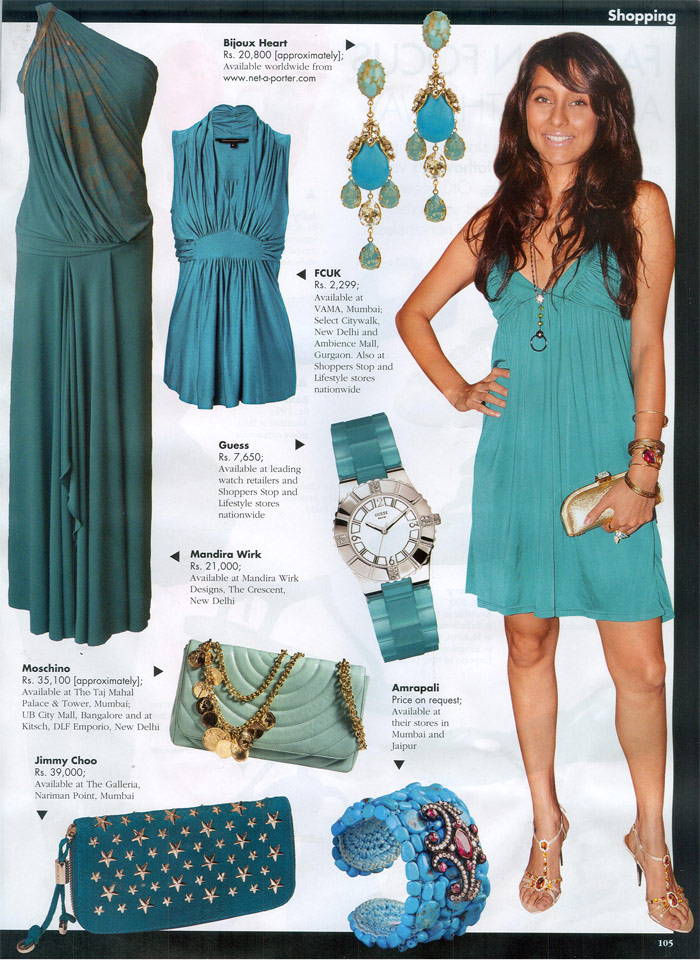 Shopping
Bijoux Heart
Rs. 20,800 [approximately];
Available worldwide from
www.net-a-porter.com
FCUK
Rs. 2,299;
Available at
VAMA, Mumbai;
Select Citywalk,
New Delhi and
Ambience Mall,
Gurgaon. Also at
Shoppers Stop and
Lifestyle stores
nationwide
Guess
Rs. 7,650;
Available at leading
watch retailers and
Shoppers Stop and
Lifestyle stores
nationwide
GUESS
Mandira Wirk
Rs. 21,000;
Available at Mandira Wirk
Designs, The Crescent,
New Delhi
Moschino
Rs. 35,100 [approximately];
Available at The Taj Mahal
Palace & Tower, Mumbai;
UB City Mall, Bangalore and at
Kitsch, DLF Emporio, New Delhi
Amrapali
Price on request;
Available at
their stores in
Mumbai and
Jaipur
Jimmy Choo
Rs. 39,000;
Available at The Galleria,
Nariman Point, Mumbai
105